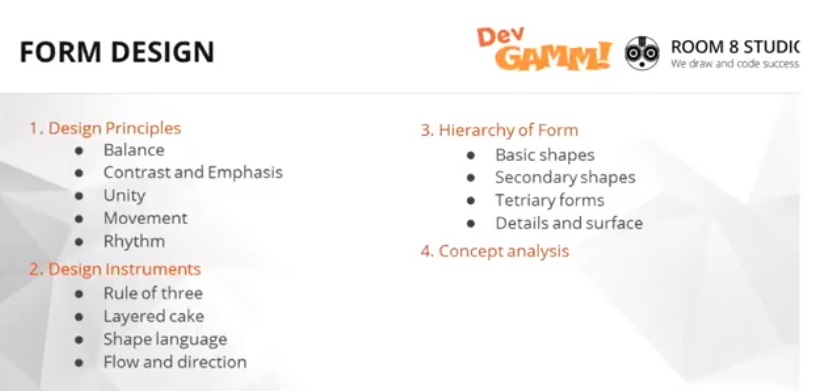 FORM DESIGN
Dev
GAMM!
ROOM 8 STUDIO
We draw and code success
1. Design Principles
• Balance
• Contrast and Emphasis
• Unity
• Movement
• Rhythm
2. Design Instruments
• Rule of three
• Layered cake
• Shape language
• Flow and direction
3. Hierarchy of Form
• Basic shapes
• Secondary shapes
• Tetriary forms
• Details and surface
4. Concept analysis